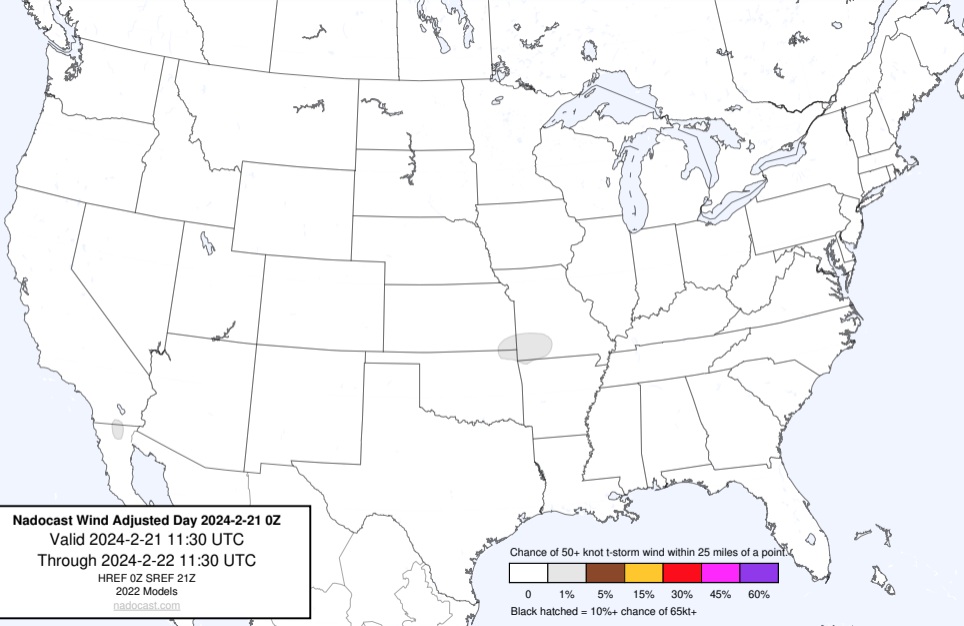 Nadocast Wind Adjusted Day 2024-2-21 0Z
Valid 2024-2-21 11:30 UTC
Through 2024-2-22 11:30 UTC
HREF 0Z SREF 21Z
2022 Models
nadocast.com
Chance of 50+ knot t-storm wind within 25 miles of a point.
0 1% 5% 15% 30% 45% 60%
Black hatched = 10%+ chance of 65kt+